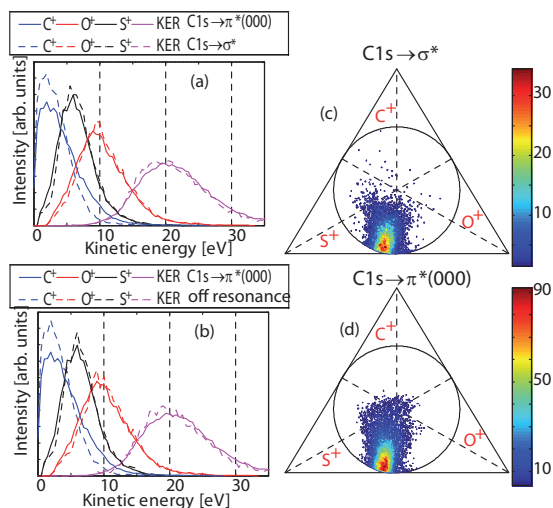 C⁺ O⁺ S⁺ KER C1s→π*(000)
C⁺ O⁺ S⁺ KER C1s→σ*
(a)
Intensity [arb. units]
0 10 20 30
Kinetic energy [eV]
C⁺ O⁺ S⁺ KER C1s→π*(000)
C⁺ O⁺ S⁺ KER off resonance
(b)
Intensity [arb. units]
0 10 20 30
Kinetic energy [eV]
C1s→σ*
(c)
C⁺
S⁺
O⁺
30
20
10
C1s→π*(000)
(d)
C⁺
S⁺
O⁺
90
50
10